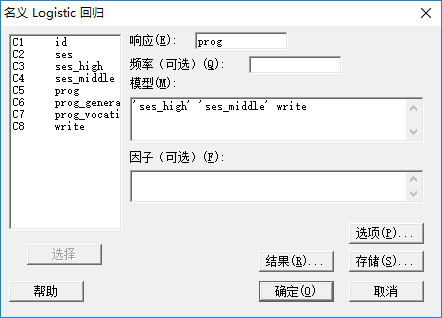 名义 Logistic 回归
C1 id
C2 ses
C3 ses_high
C4 ses_middle
C5 prog
C6 prog_genera
C7 prog_vocati
C8 write
响应(E): prog
频率（可选）(Q):
模型(M):
'ses_high' 'ses_middle' write
因子（可选）(F):
选择
选项(P)...
结果(R)... 存储(S)...
帮助 确定(O) 取消